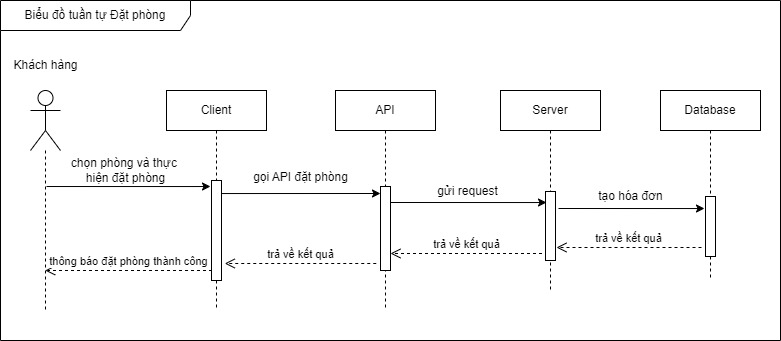 Biểu đồ tuần tự Đặt phòng
Khách hàng
Client
API
Server
Database
chọn phòng và thực
hiện đặt phòng
gọi API đặt phòng
gửi request
tạo hóa đơn
trả về kết quả
trả về kết quả
trả về kết quả
thông báo đặt phòng thành công